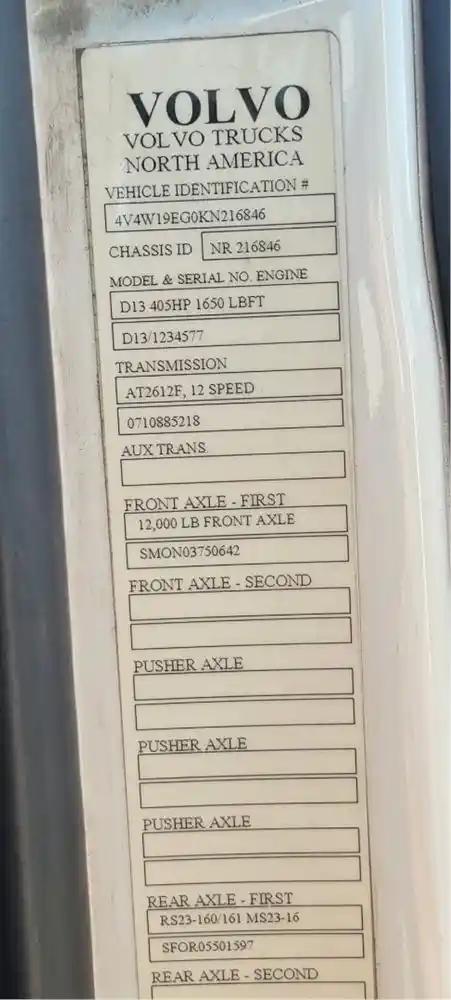 VOLVO
VOLVO TRUCKS
NORTH AMERICA
VEHICLE IDENTIFICATION #
4V4W19EG0KN216846
CHASSIS ID NR 216846
MODEL & SERIAL NO. ENGINE
D13 405HP 1650 LBFT
D13/1234577
TRANSMISSION
AT2612F, 12 SPEED
0710885218
AUX TRANS.
FRONT AXLE - FIRST
12,000 LB FRONT AXLE
SMON03750642
FRONT AXLE - SECOND
PUSHER AXLE
PUSHER AXLE
PUSHER AXLE
REAR AXLE - FIRST
RS23-160/161 MS23-16
SFOR05501597
REAR AXLE - SECOND